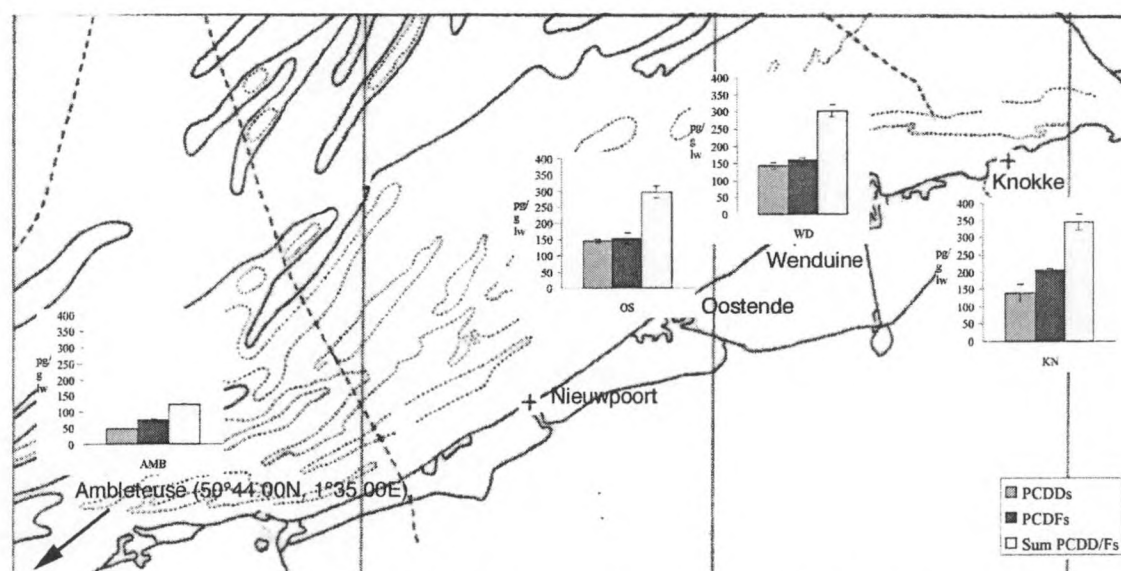 400
350
300
250
200
150
100
50
0
pg/
g
lw
WD
Knokke
400
350
300
250
200
150
100
50
0
pg/
g
lw
OS
Wenduine
Oostende
400
350
300
250
200
150
100
50
0
pg/
g
lw
KN
400
350
300
250
200
150
100
50
0
pg/
g
lw
AMB
Nieuwpoort
Ambleteuse (50°44.00N, 1°35.00E)
PCDDs
PCDFs
Sum PCDD/Fs